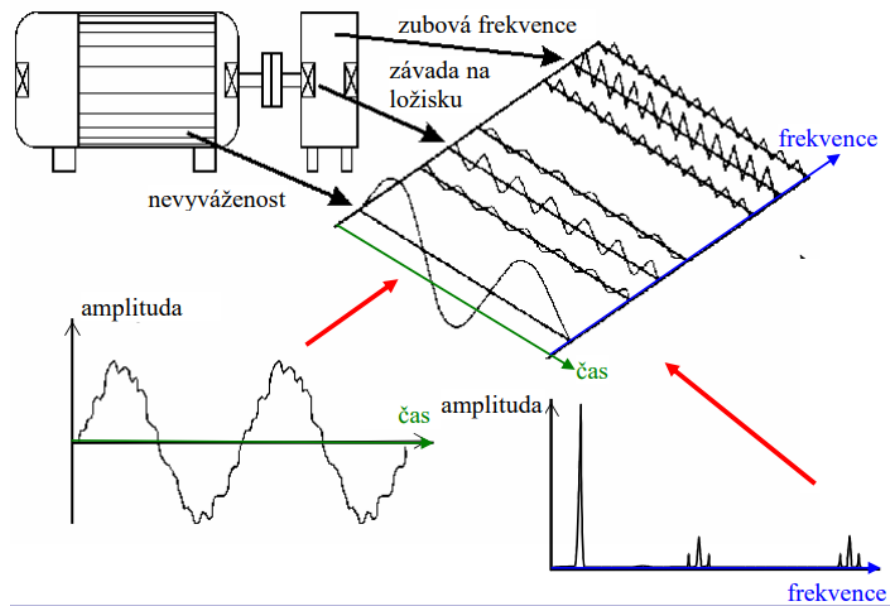 zubová frekvence
závada na
ložisku
frekvence
nevyváženost
amplituda
čas
čas
amplituda
frekvence